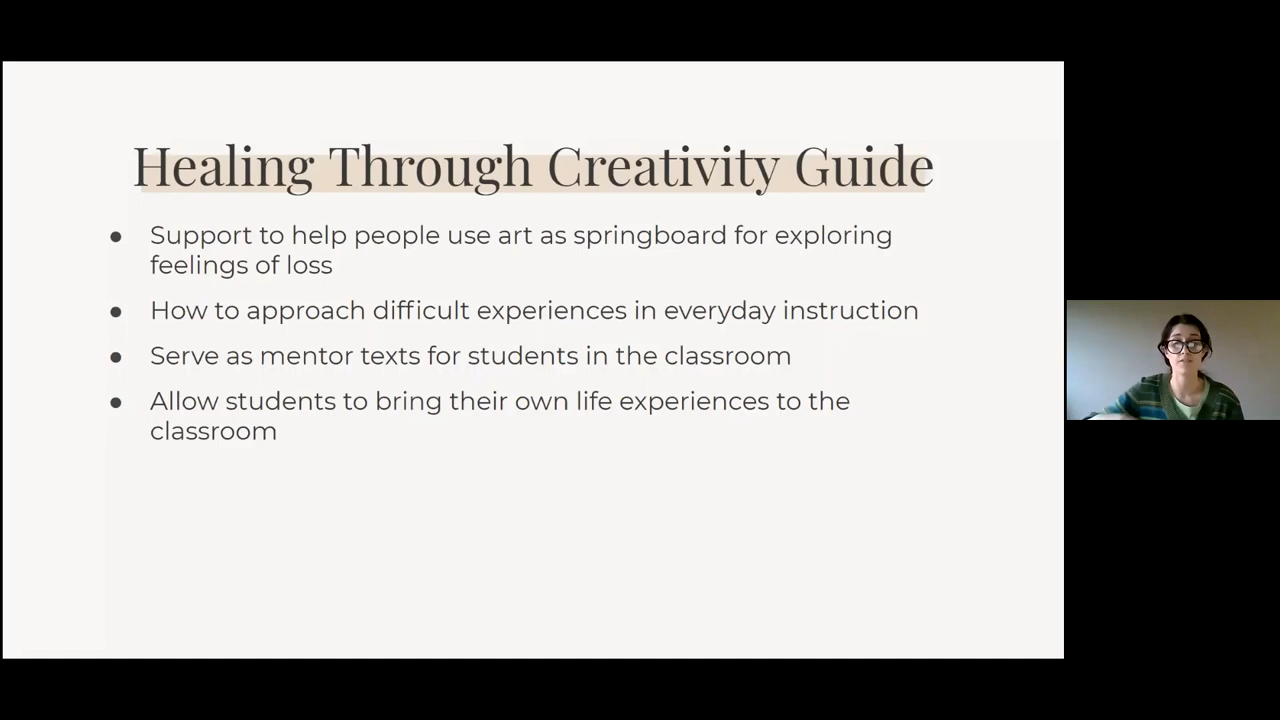 Healing Through Creativity Guide
● Support to help people use art as springboard for exploring
feelings of loss
● How to approach difficult experiences in everyday instruction
● Serve as mentor texts for students in the classroom
● Allow students to bring their own life experiences to the
classroom